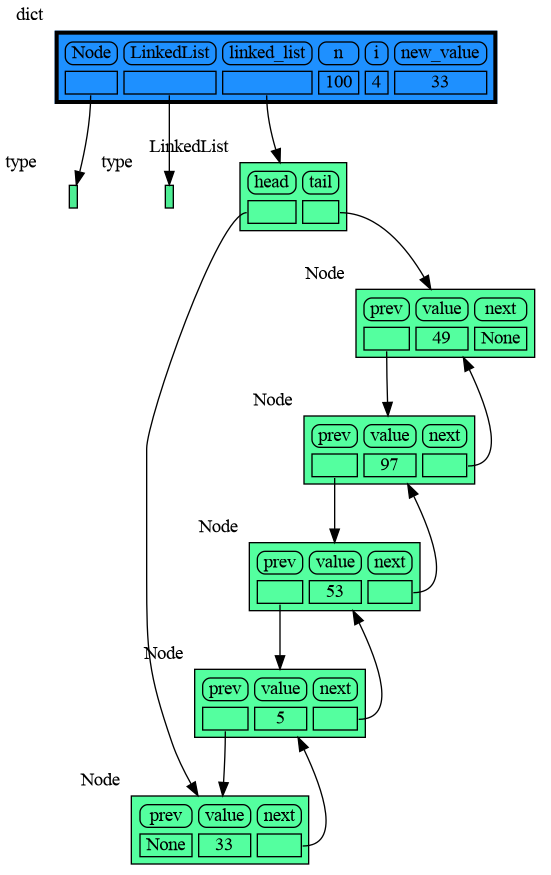 dict
Node LinkedList linked_list n i new_value
100 4 33
type type LinkedList
head tail
Node
prev value next
49 None
Node
prev value next
97
Node
prev value next
53
Node
prev value next
5
Node
prev value next
None 33